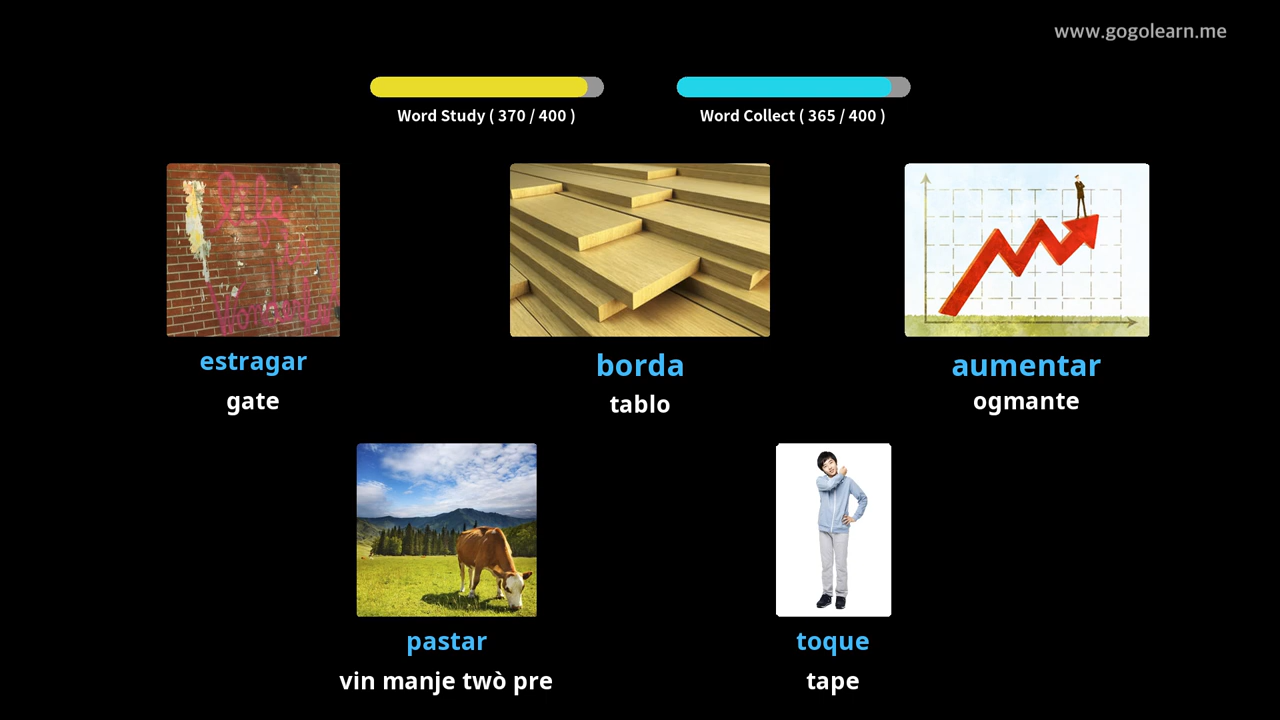 www.gogolearn.me
Word Study ( 370 / 400 )
Word Collect ( 365 / 400 )
estragar
gate
borda
tablo
aumentar
ogmante
pastar
vin manje twò pre
toque
tape